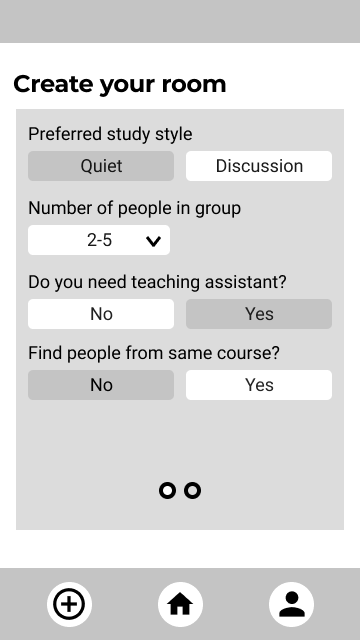 Create your room
Preferred study style
Quiet Discussion
Number of people in group
2-5
Do you need teaching assistant?
No Yes
Find people from same course?
No Yes